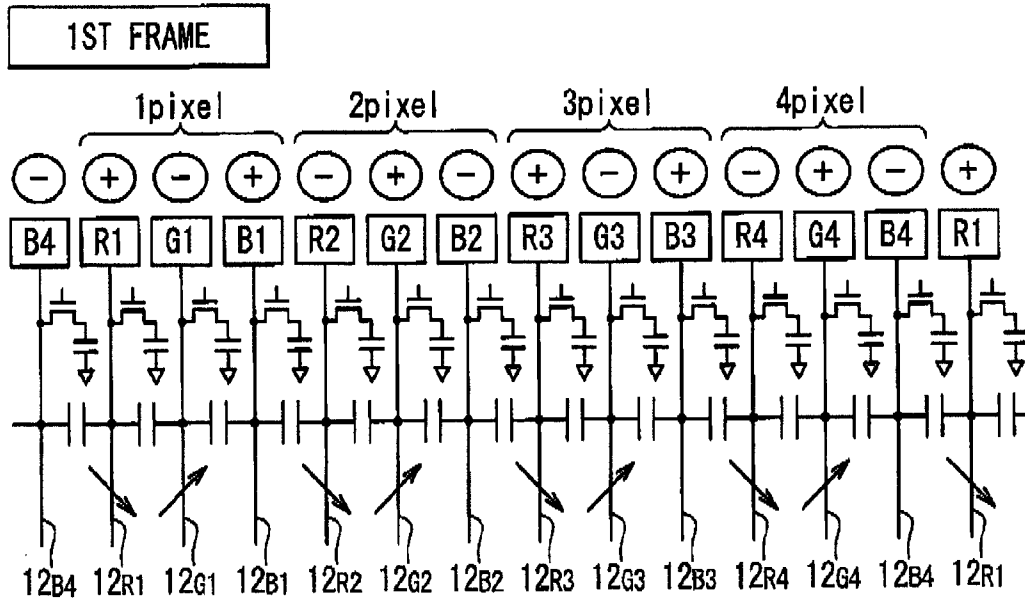 1ST FRAME
1pixel 2pixel 3pixel 4pixel
− + − + − + − + − + − + − +
B4 R1 G1 B1 R2 G2 B2 R3 G3 B3 R4 G4 B4 R1
12B4 12R1 12G1 12B1 12R2 12G2 12B2 12R3 12G3 12B3 12R4 12G4 12B4 12R1